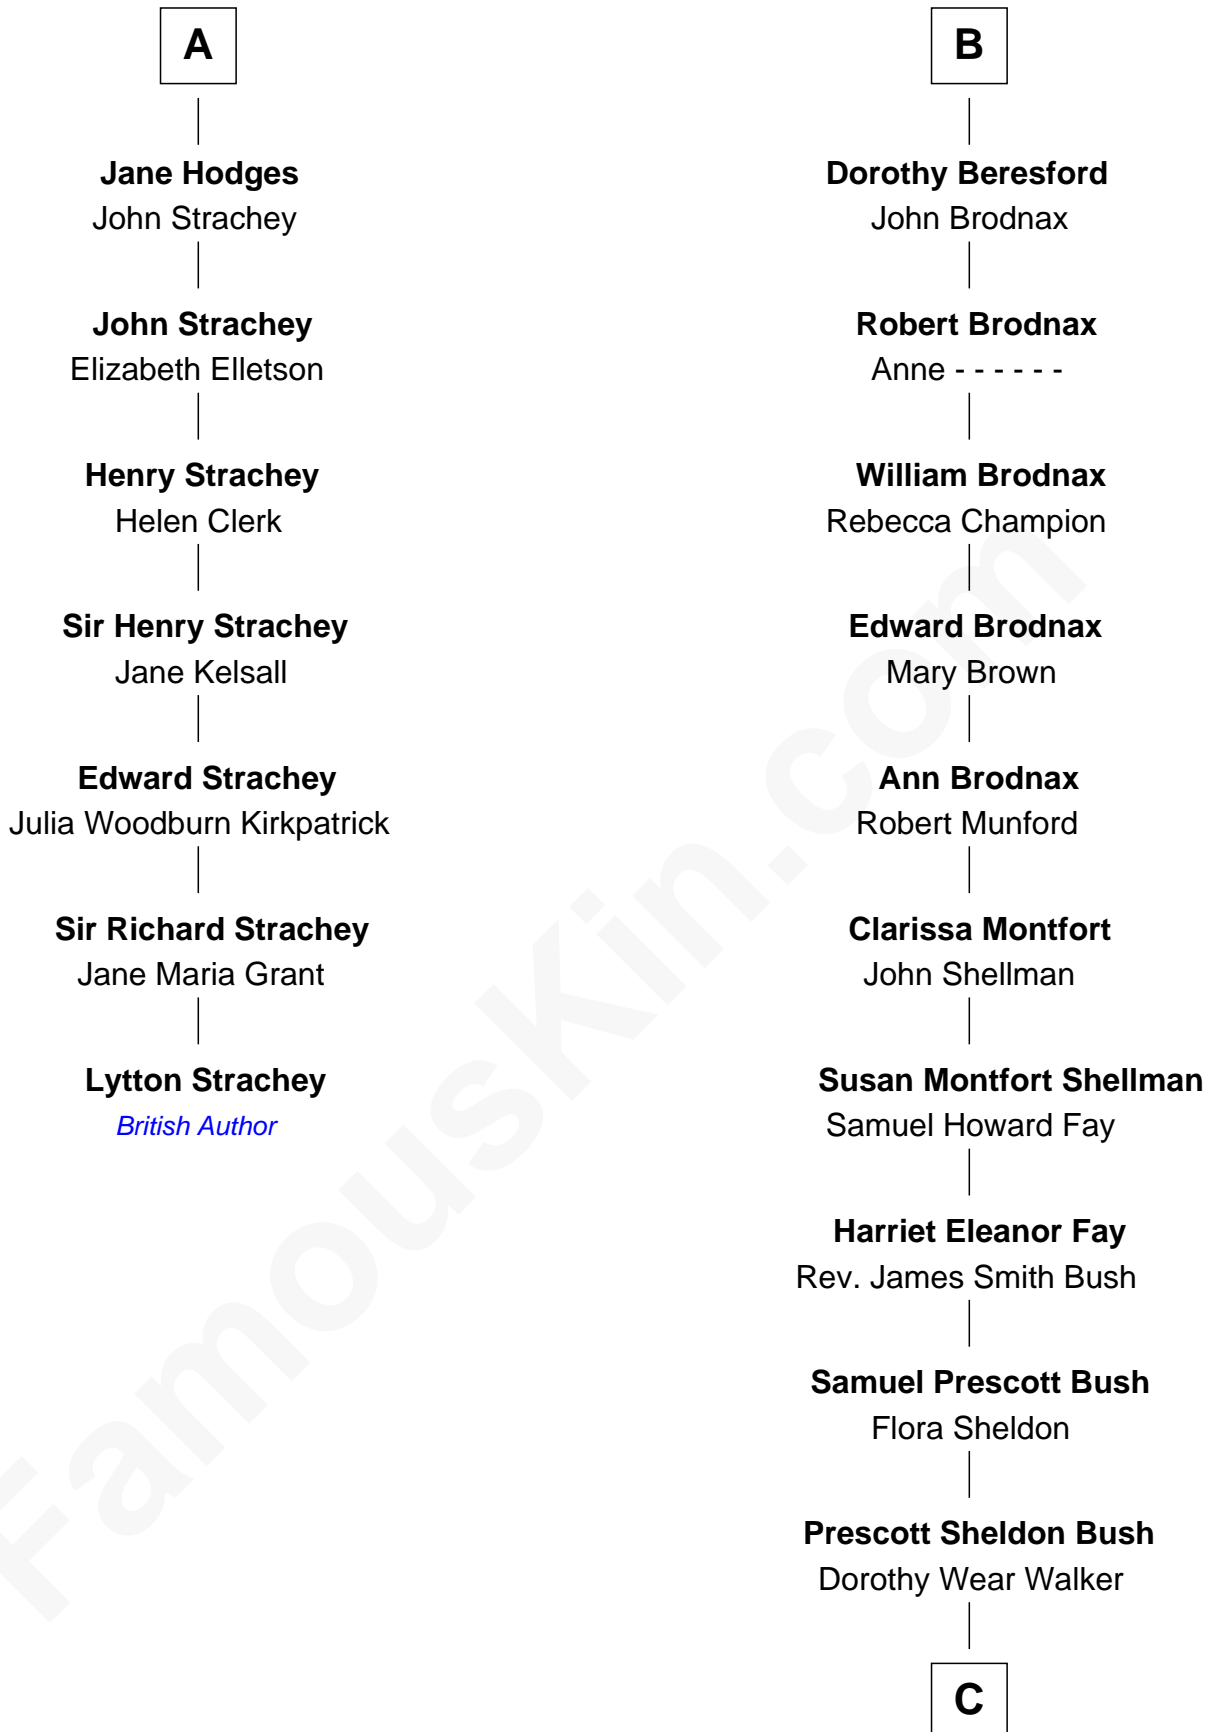 A
Jane Hodges
John Strachey
John Strachey
Elizabeth Elletson
Henry Strachey
Helen Clerk
Sir Henry Strachey
Jane Kelsall
Edward Strachey
Julia Woodburn Kirkpatrick
Sir Richard Strachey
Jane Maria Grant
Lytton Strachey
British Author
B
Dorothy Beresford
John Brodnax
Robert Brodnax
Anne - - - - - -
William Brodnax
Rebecca Champion
Edward Brodnax
Mary Brown
Ann Brodnax
Robert Munford
Clarissa Montfort
John Shellman
Susan Montfort Shellman
Samuel Howard Fay
Harriet Eleanor Fay
Rev. James Smith Bush
Samuel Prescott Bush
Flora Sheldon
Prescott Sheldon Bush
Dorothy Wear Walker
C
FamousKin.com